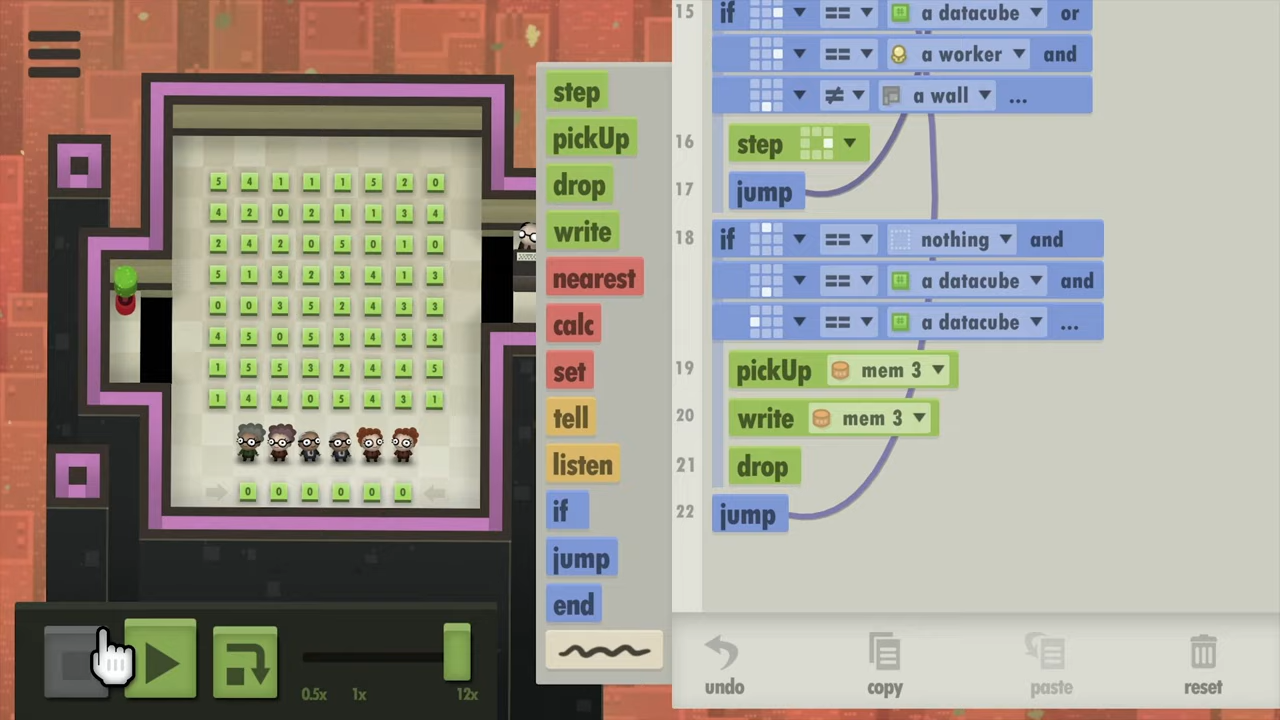 15 if == a datacube or
== a worker and
≠ a wall ...
16 step
17 jump
18 if == nothing and
== a datacube and
== a datacube ...
19 pickUp mem 3
20 write mem 3
21 drop
22 jump
step
pickUp
drop
write
nearest
calc
set
tell
listen
if
jump
end
5 4 1 1 1 5 2 0
4 2 0 2 1 1 3 4
2 4 2 0 5 0 1 0
5 1 3 2 3 4 1 3
0 0 3 5 2 4 3 3
4 5 0 5 2 4 3 3
1 5 5 3 2 4 4 5
1 4 4 0 5 4 3 1
0 0 0 0 0 0
0.5x 1x 12x
undo copy paste reset